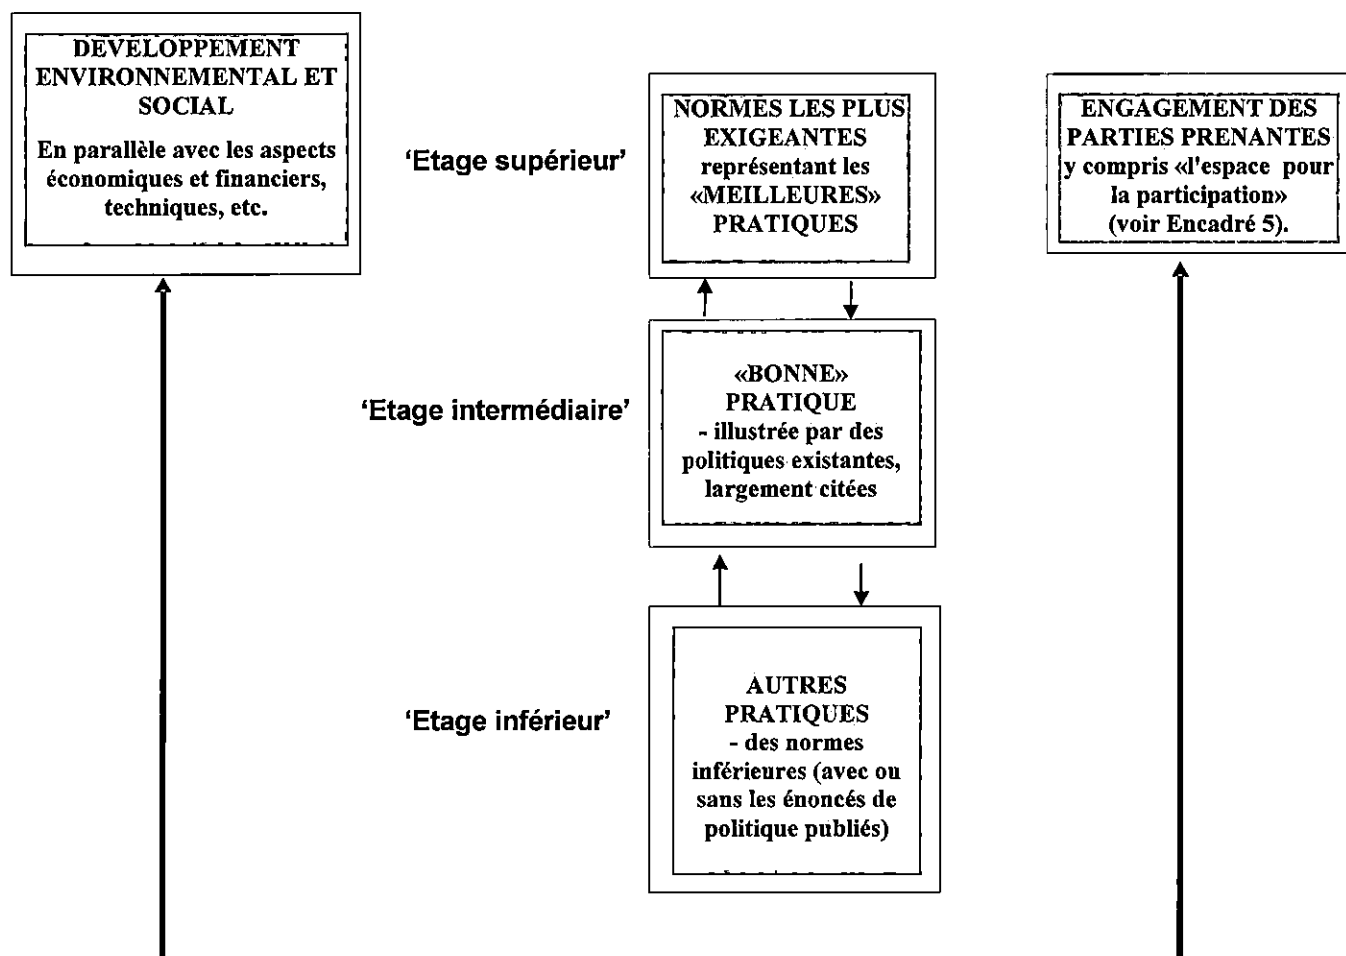 DEVELOPPEMENT
ENVIRONNEMENTAL ET
SOCIAL
En parallèle avec les aspects
économiques et financiers,
techniques, etc.
'Etage supérieur'
NORMES LES PLUS
EXIGEANTES
représentant les
«MEILLEURES»
PRATIQUES
ENGAGEMENT DES
PARTIES PRENANTES
y compris «l'espace pour
la participation»
(voir Encadré 5).
'Etage intermédiaire'
«BONNE»
PRATIQUE
- illustrée par des
politiques existantes,
largement citées
'Etage inférieur'
AUTRES
PRATIQUES
- des normes
inférieures (avec ou
sans les énoncés de
politique publiés)